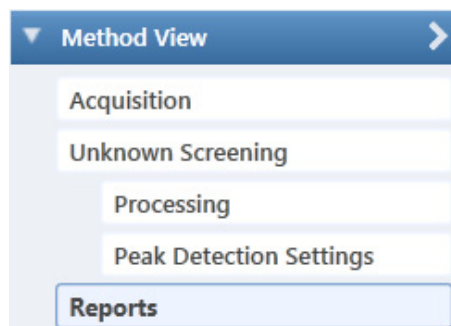 Method View
Acquisition
Unknown Screening
Processing
Peak Detection Settings
Reports